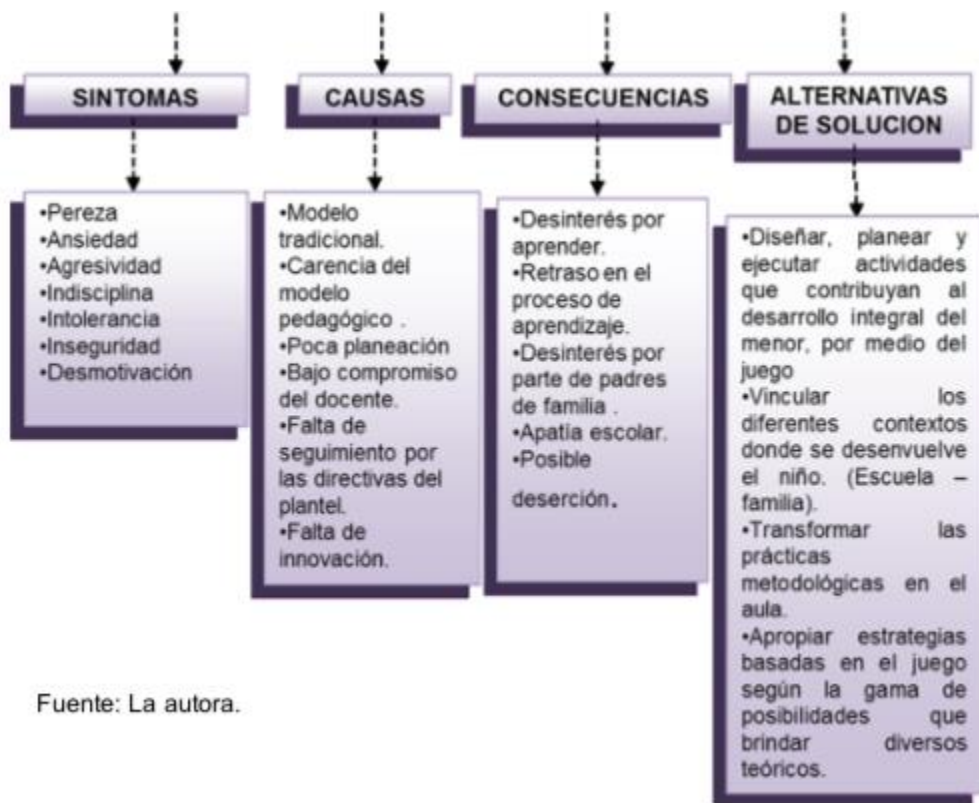 SINTOMAS
•Pereza
•Ansiedad
•Agresividad
•Indisciplina
•Intolerancia
•Inseguridad
•Desmotivación
CAUSAS
•Modelo
tradicional.
•Carencia del
modelo
pedagógico .
•Poca planeación
•Bajo compromiso
del docente.
•Falta de
seguimiento por
las directivas del
plantel.
•Falta de
innovación.
CONSECUENCIAS
•Desinterés por
aprender.
•Retraso en el
proceso de
aprendizaje.
•Desinterés por
parte de padres
de familia .
•Apatía escolar.
•Posible
deserción.
ALTERNATIVAS
DE SOLUCION
•Diseñar, planear y
ejecutar actividades
que contribuyan al
desarrollo integral del
menor, por medio del
juego
•Vincular los
diferentes contextos
donde se desenvuelve
el niño. (Escuela –
familia).
•Transformar las
prácticas
metodológicas en el
aula.
•Apropiar estrategias
basadas en el juego
según la gama de
posibilidades que
brindar diversos
teóricos.
Fuente: La autora.